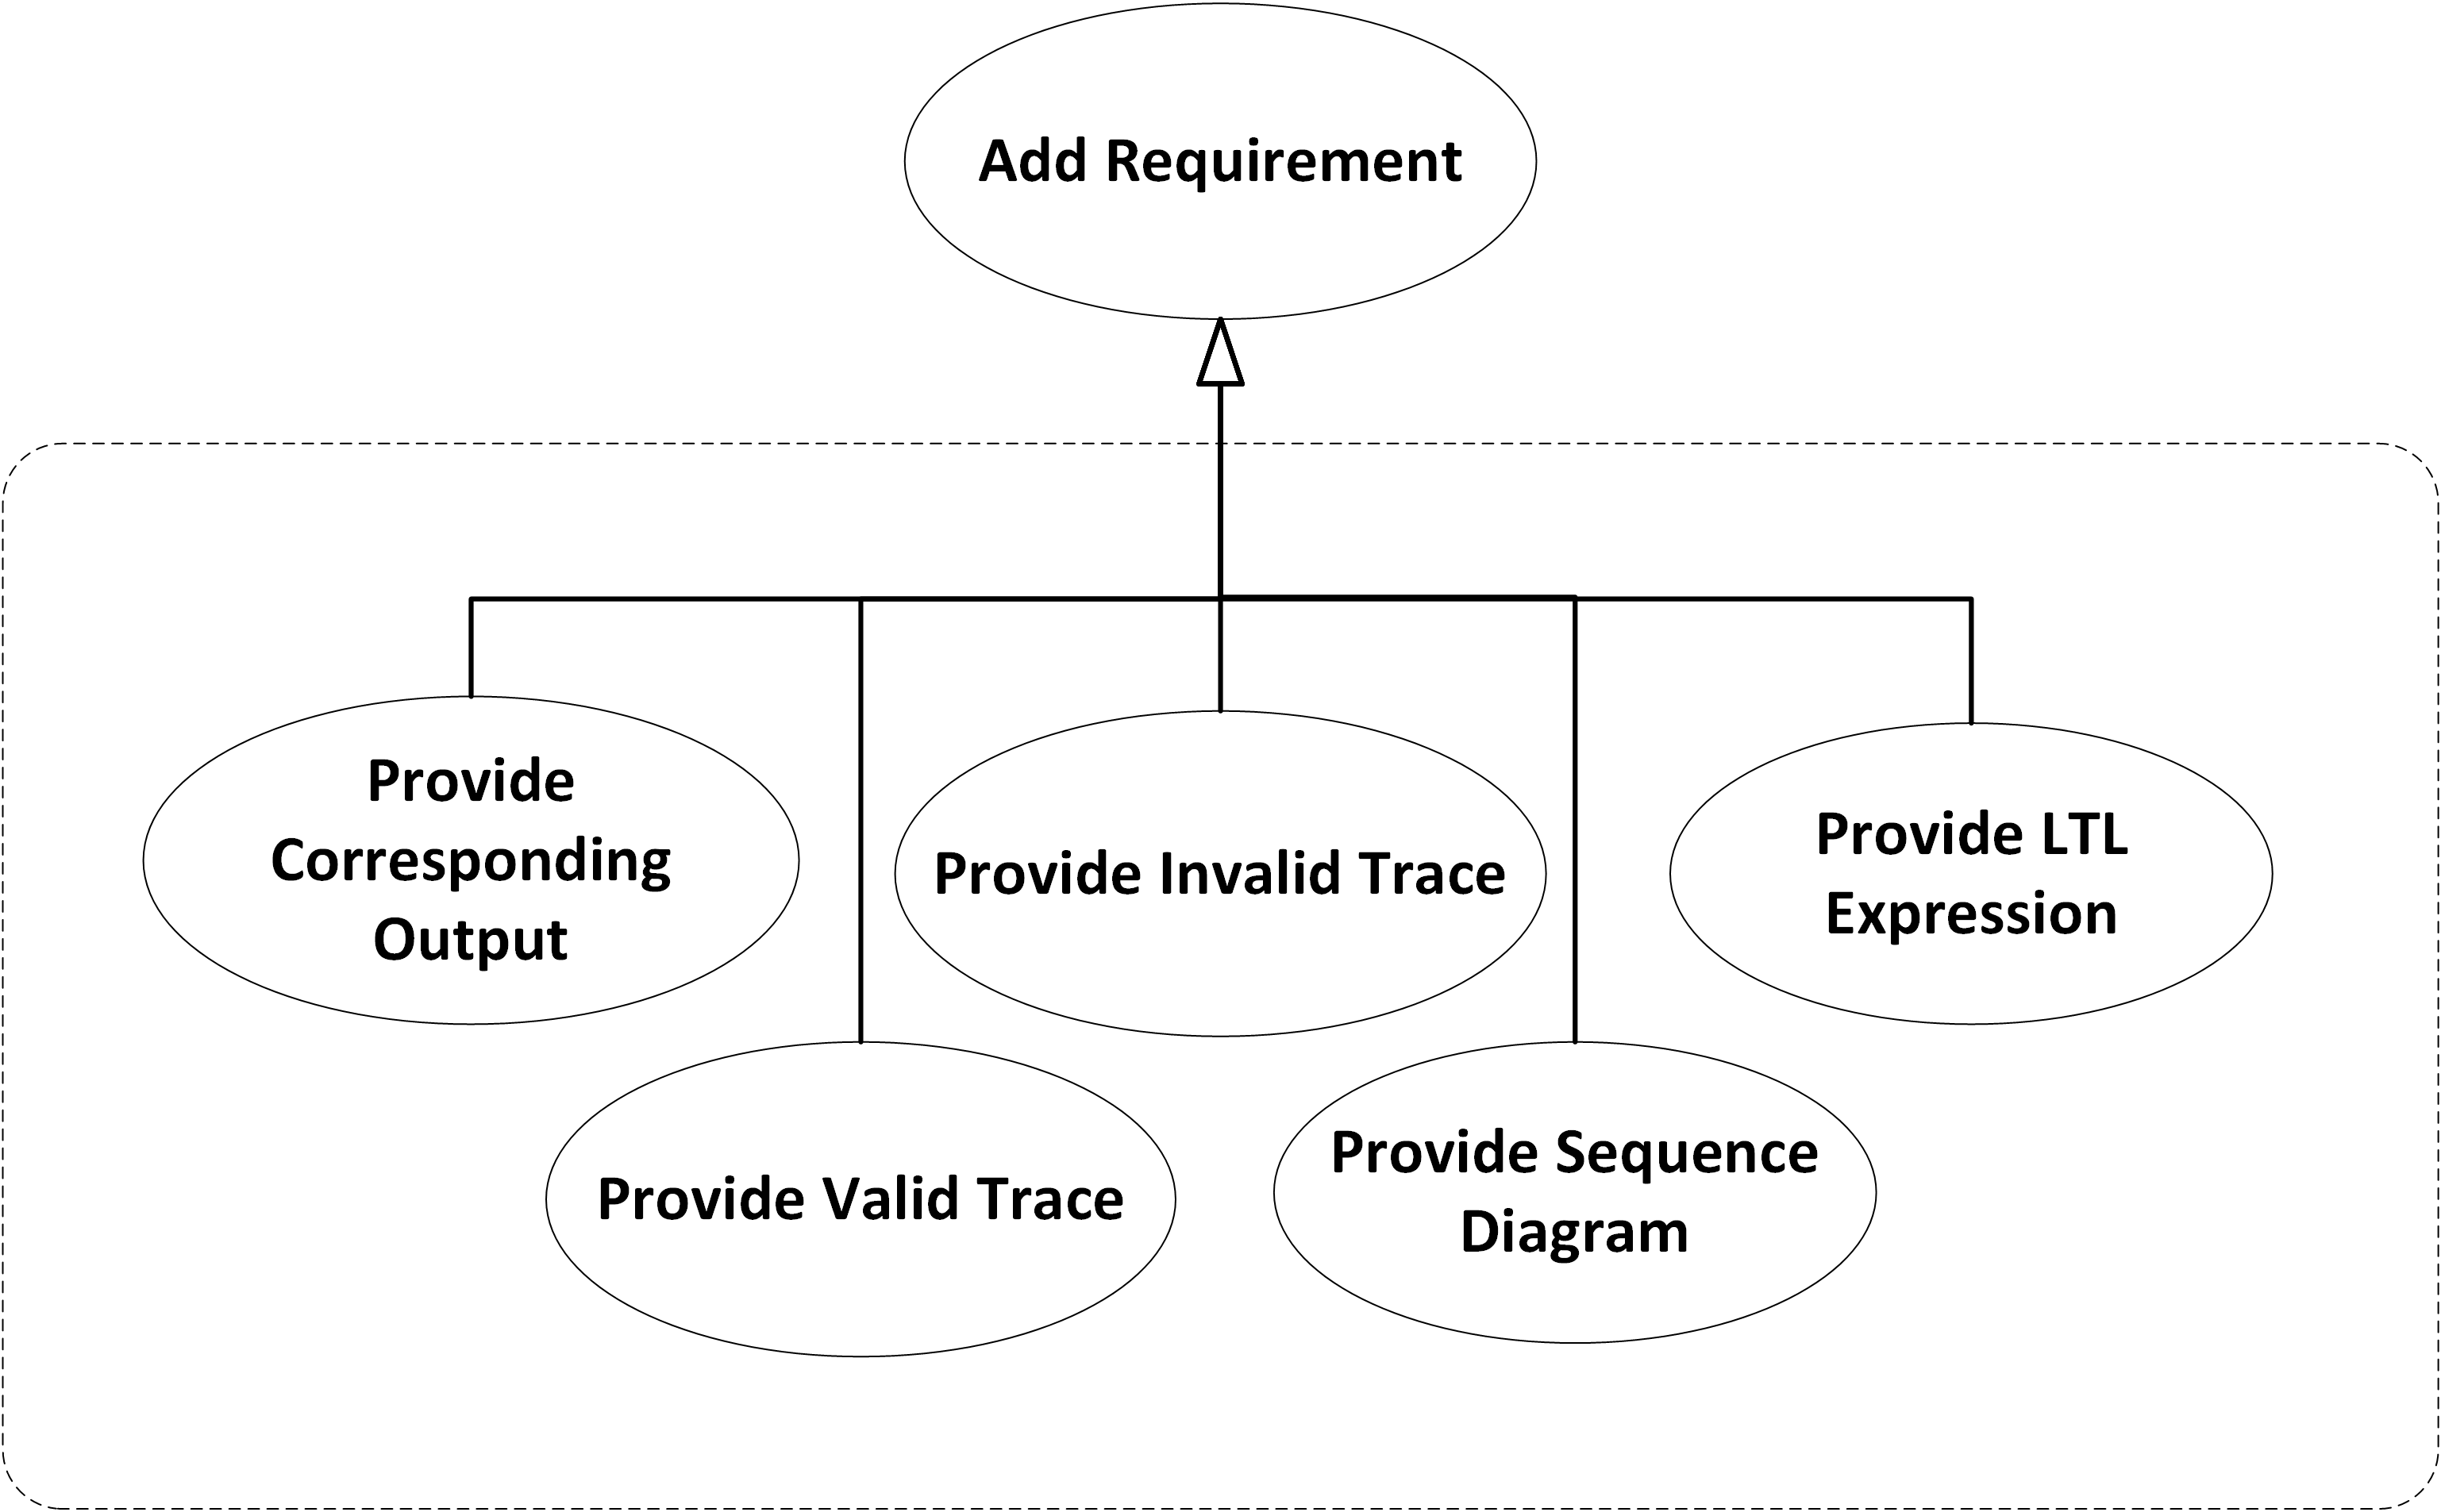 Add Requirement
Provide
Corresponding
Output
Provide Invalid Trace
Provide LTL
Expression
Provide Valid Trace
Provide Sequence
Diagram